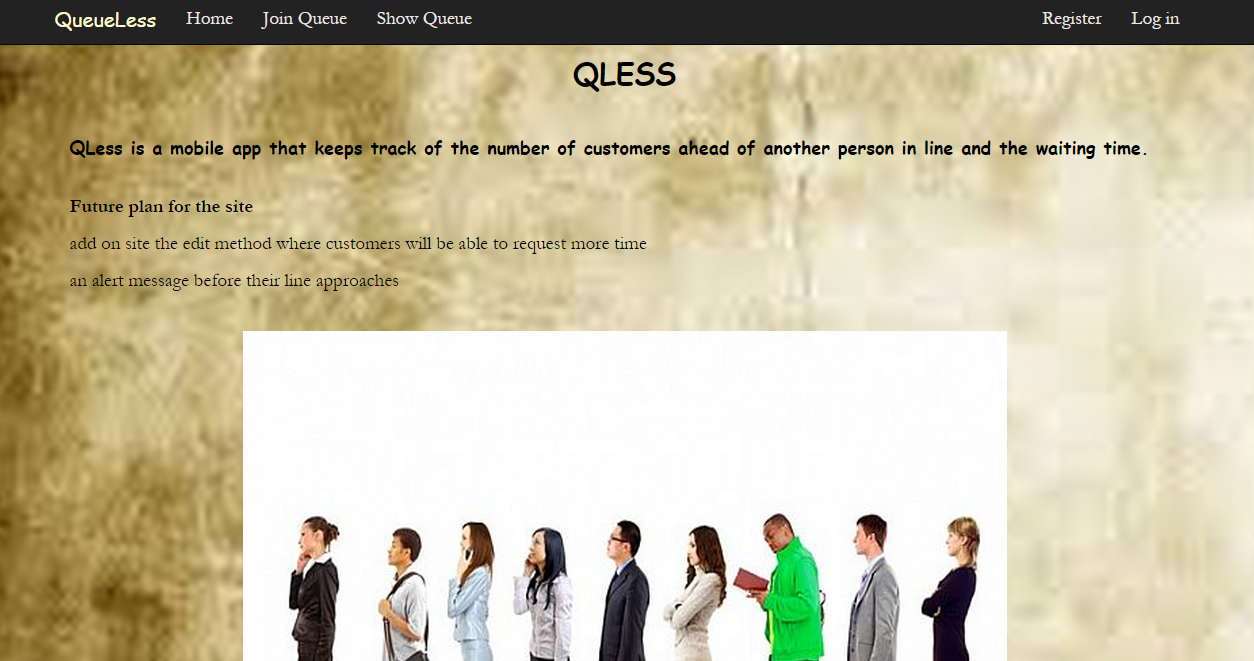 QueueLess Home Join Queue Show Queue Register Log in
QLESS
QLess is a mobile app that keeps track of the number of customers ahead of another person in line and the waiting time.
Future plan for the site
add on site the edit method where customers will be able to request more time
an alert message before their line approaches